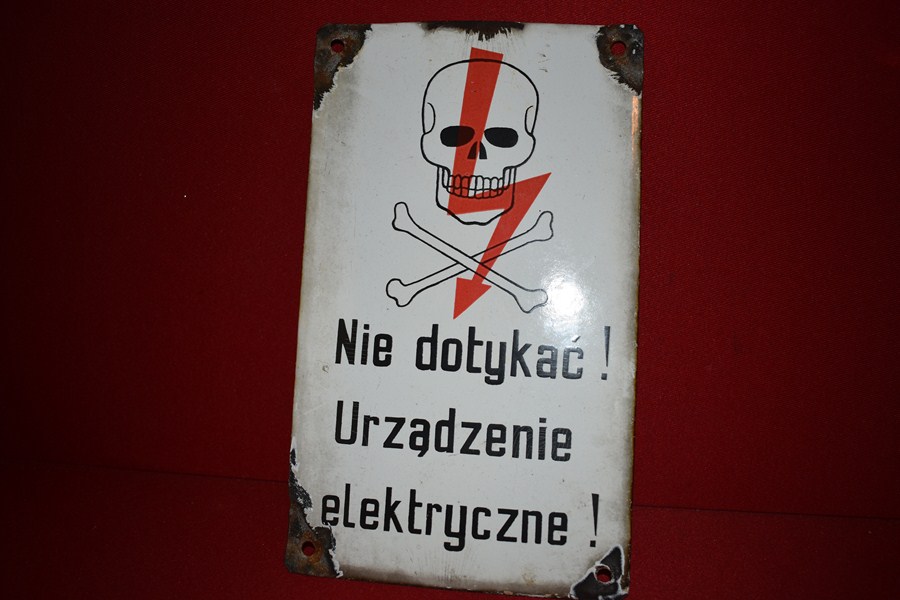 Nie dotykać !
Urządzenie
elektryczne !